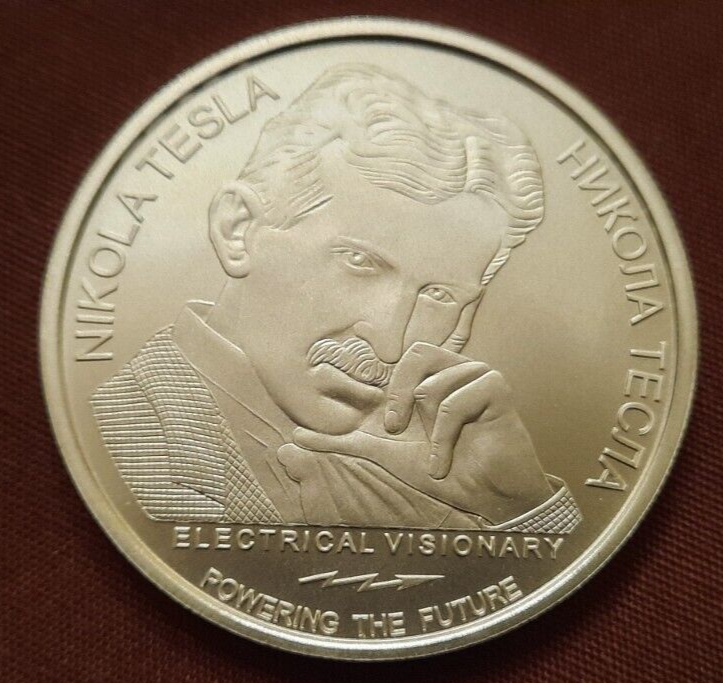 NIKOLA TESLA
НИКОЛА ТЕСЛА
ELECTRICAL VISIONARY
POWERING THE FUTURE